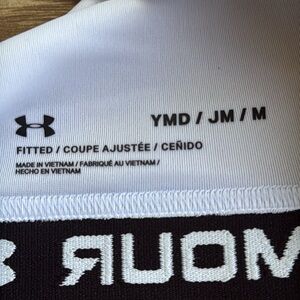 YMD / JM / M
FITTED / COUPE AJUSTÉE / CEÑIDO
MADE IN VIETNAM / FABRIQUÉ AU VIETNAM /
HECHO EN VIETNAM
MOUR